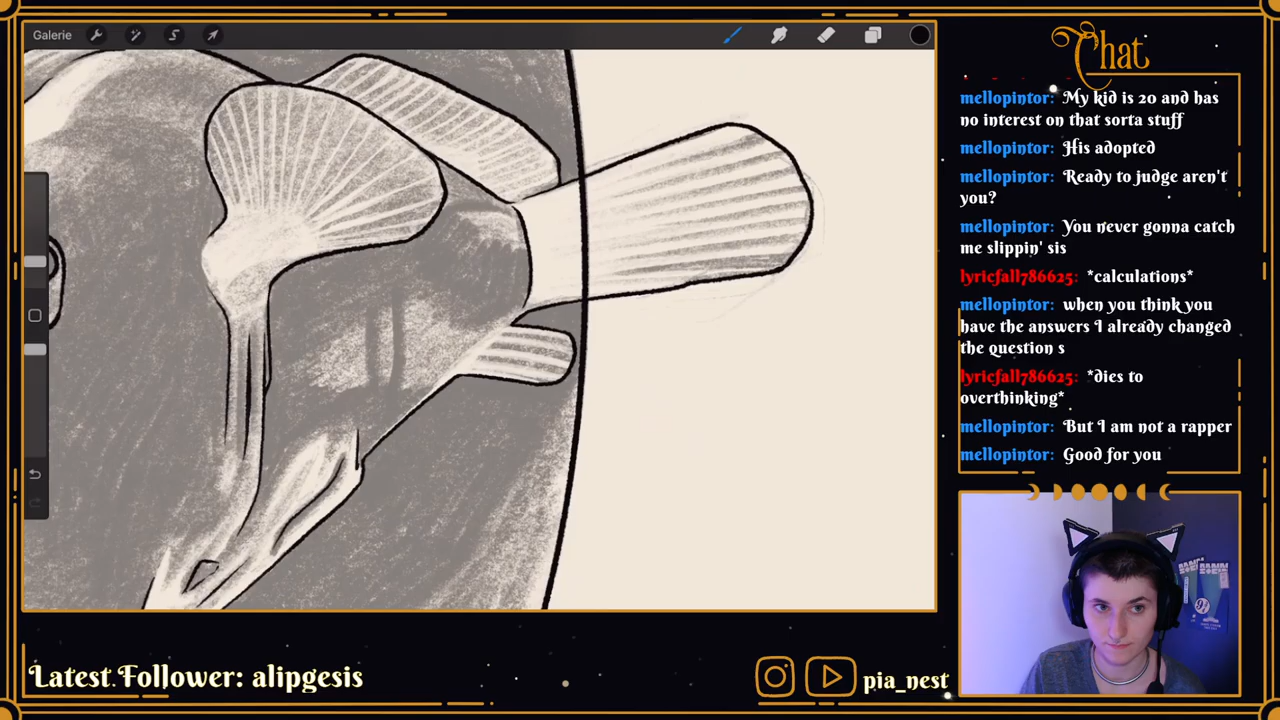 Galerie
Chat
mellopintor: My kid is 20 and has
no interest on that sorta stuff
mellopintor: His adopted
mellopintor: Ready to judge aren't
you?
mellopintor: You never gonna catch
me slippin' sis
lyricfall786625: *calculations*
mellopintor: when you think you
have the answers I already changed
the question s
lyricfall786625: *dies to
overthinking*
mellopintor: But I am not a rapper
mellopintor: Good for you
Latest Follower: alipgesis
pia_nest